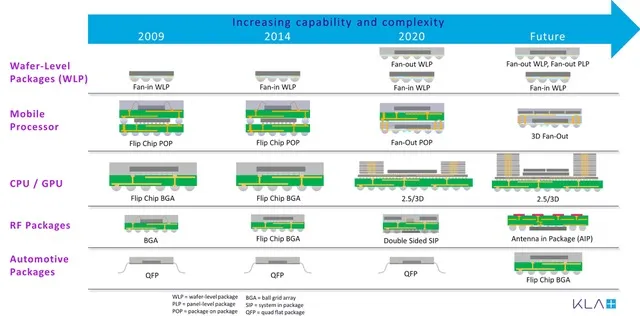 Increasing capability and complexity
2009 2014 2020 Future
Wafer-Level
Packages (WLP)
Fan-in WLP
Fan-in WLP
Fan-out WLP
Fan-in WLP
Fan-out WLP, Fan-out PLP
Fan-in WLP
Mobile
Processor
Flip Chip POP
Flip Chip POP
Fan-Out POP
3D Fan-Out
CPU / GPU
Flip Chip BGA
Flip Chip BGA
2.5/3D
2.5/3D
RF Packages
BGA
Flip Chip BGA
Double Sided SIP
Antenna in Package (AIP)
Automotive
Packages
QFP
QFP
QFP
Flip Chip BGA
WLP = wafer-level package
PLP = panel-level package
POP = package on package
BGA = ball grid array
SIP = system in package
QFP = quad flat package
KLA